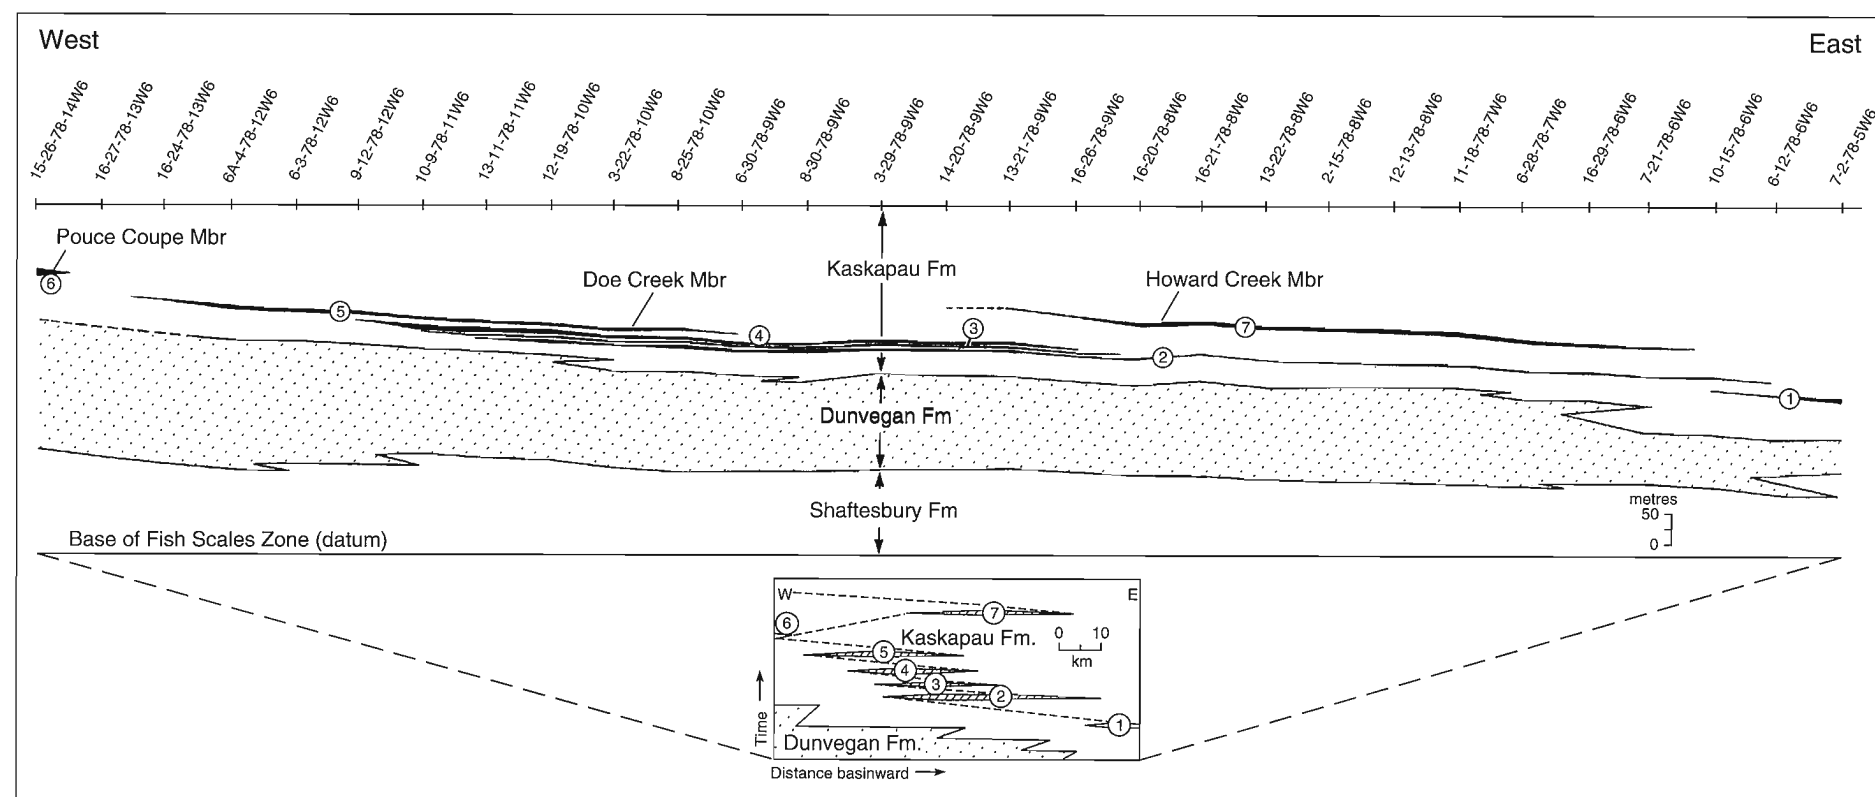 West
East
15-26-78-14W6
16-27-78-13W6
16-24-78-13W6
6A-4-78-12W6
6-3-78-12W6
9-12-78-12W6
10-9-78-11W6
13-11-78-11W6
12-19-78-10W6
3-22-78-10W6
8-25-78-10W6
6-30-78-9W6
8-30-78-9W6
3-29-78-9W6
14-20-78-9W6
13-21-78-9W6
16-26-78-9W6
16-20-78-8W6
16-21-78-8W6
13-22-78-8W6
2-15-78-8W6
12-13-78-8W6
11-18-78-7W6
6-28-78-7W6
16-29-78-6W6
7-21-78-6W6
10-15-78-6W6
6-12-78-6W6
7-2-78-5W6
Pouce Coupe Mbr
6
Doe Creek Mbr
Kaskapau Fm
Howard Creek Mbr
5
4
3
7
2
1
Dunvegan Fm
Shaftesbury Fm
metres
50
0
Base of Fish Scales Zone (datum)
W
E
7
6
Kaskapau Fm.
0 10
km
5
4
3
2
1
Time
Dunvegan Fm.
Distance basinward